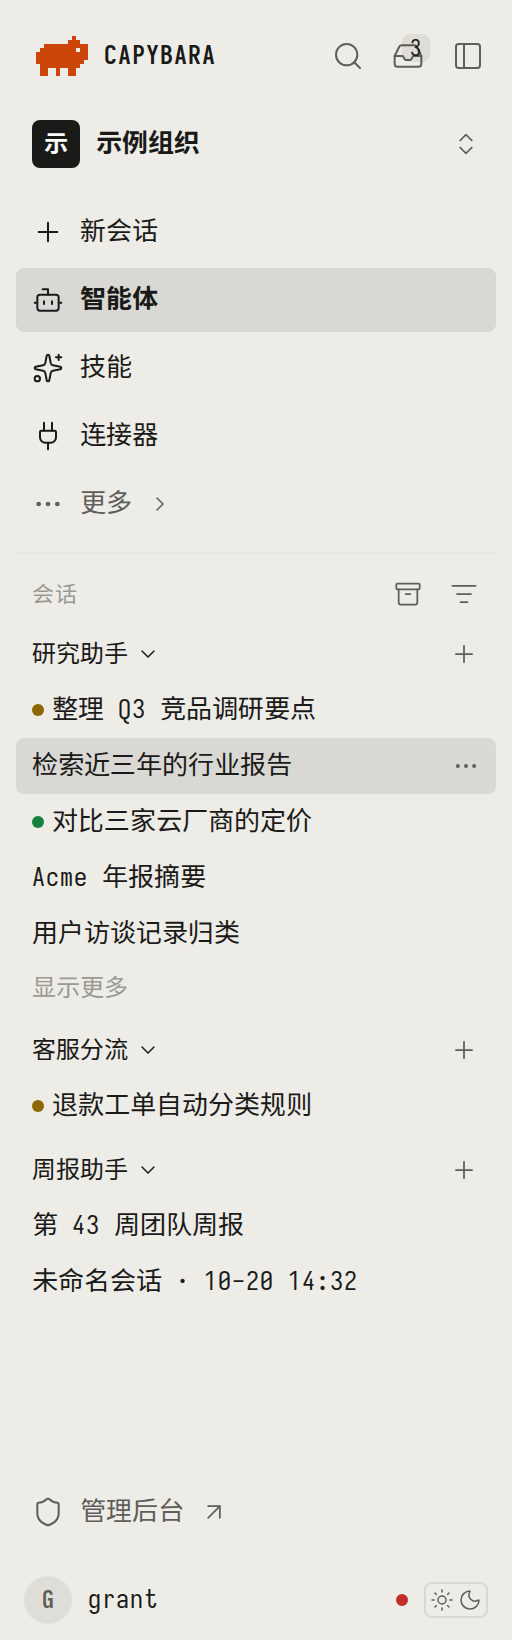 CAPYBARA
3
示 示例组织
新会话
智能体
技能
连接器
更多
会话
研究助手
整理 Q3 竞品调研要点
检索近三年的行业报告
对比三家云厂商的定价
Acme 年报摘要
用户访谈记录归类
显示更多
客服分流
退款工单自动分类规则
周报助手
第 43 周团队周报
未命名会话 · 10-20 14:32
管理后台
G grant